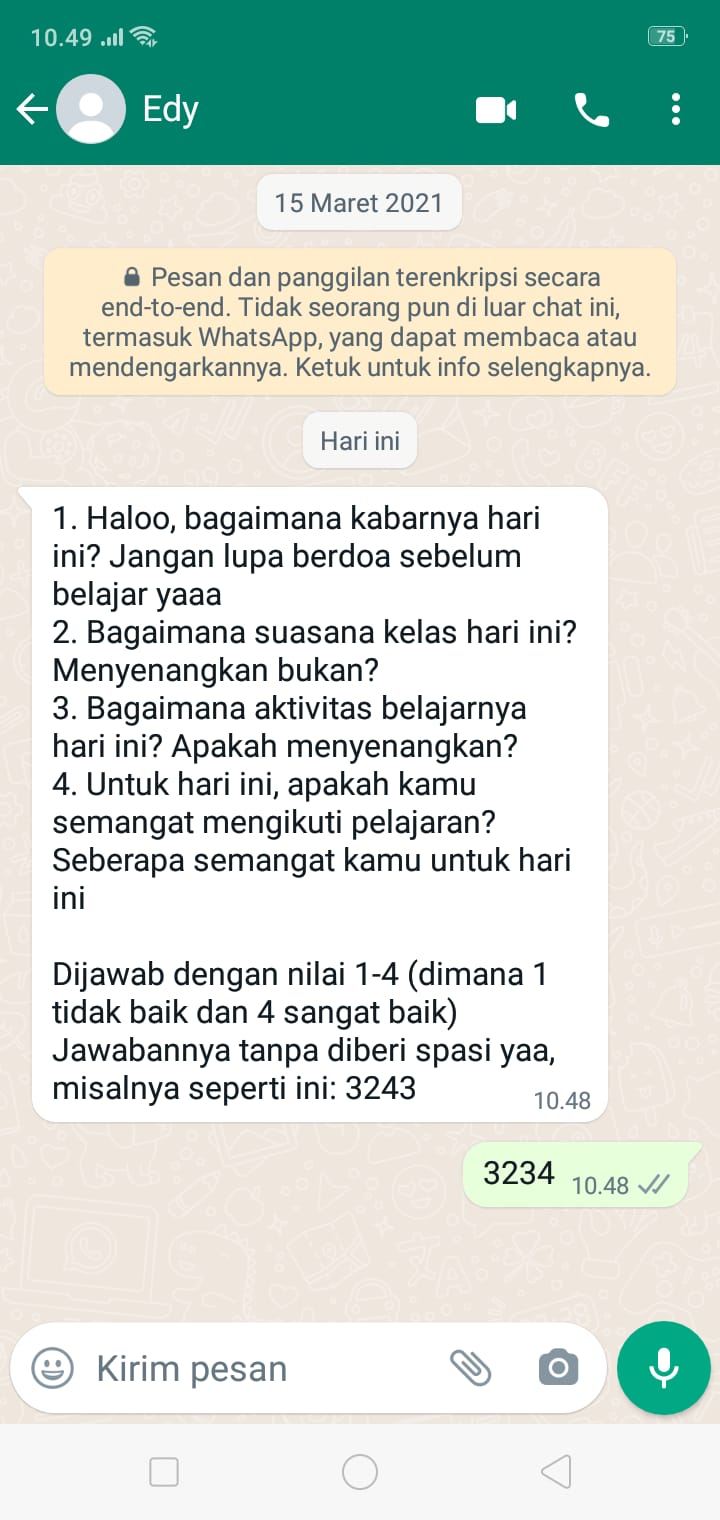 10.49
75
Edy
15 Maret 2021
Pesan dan panggilan terenkripsi secara
end-to-end. Tidak seorang pun di luar chat ini,
termasuk WhatsApp, yang dapat membaca atau
mendengarkannya. Ketuk untuk info selengkapnya.
Hari ini
1. Haloo, bagaimana kabarnya hari
ini? Jangan lupa berdoa sebelum
belajar yaaa
2. Bagaimana suasana kelas hari ini?
Menyenangkan bukan?
3. Bagaimana aktivitas belajarnya
hari ini? Apakah menyenangkan?
4. Untuk hari ini, apakah kamu
semangat mengikuti pelajaran?
Seberapa semangat kamu untuk hari
ini
Dijawab dengan nilai 1-4 (dimana 1
tidak baik dan 4 sangat baik)
Jawabannya tanpa diberi spasi yaa,
misalnya seperti ini: 3243
10.48
3234 10.48
Kirim pesan